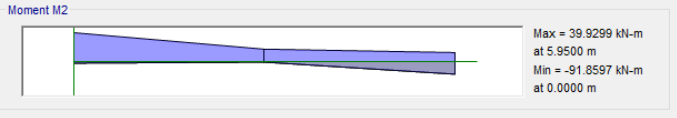 Moment M2
Max = 39.9299 kN-m
at 5.9500 m
Min = -91.8597 kN-m
at 0.0000 m